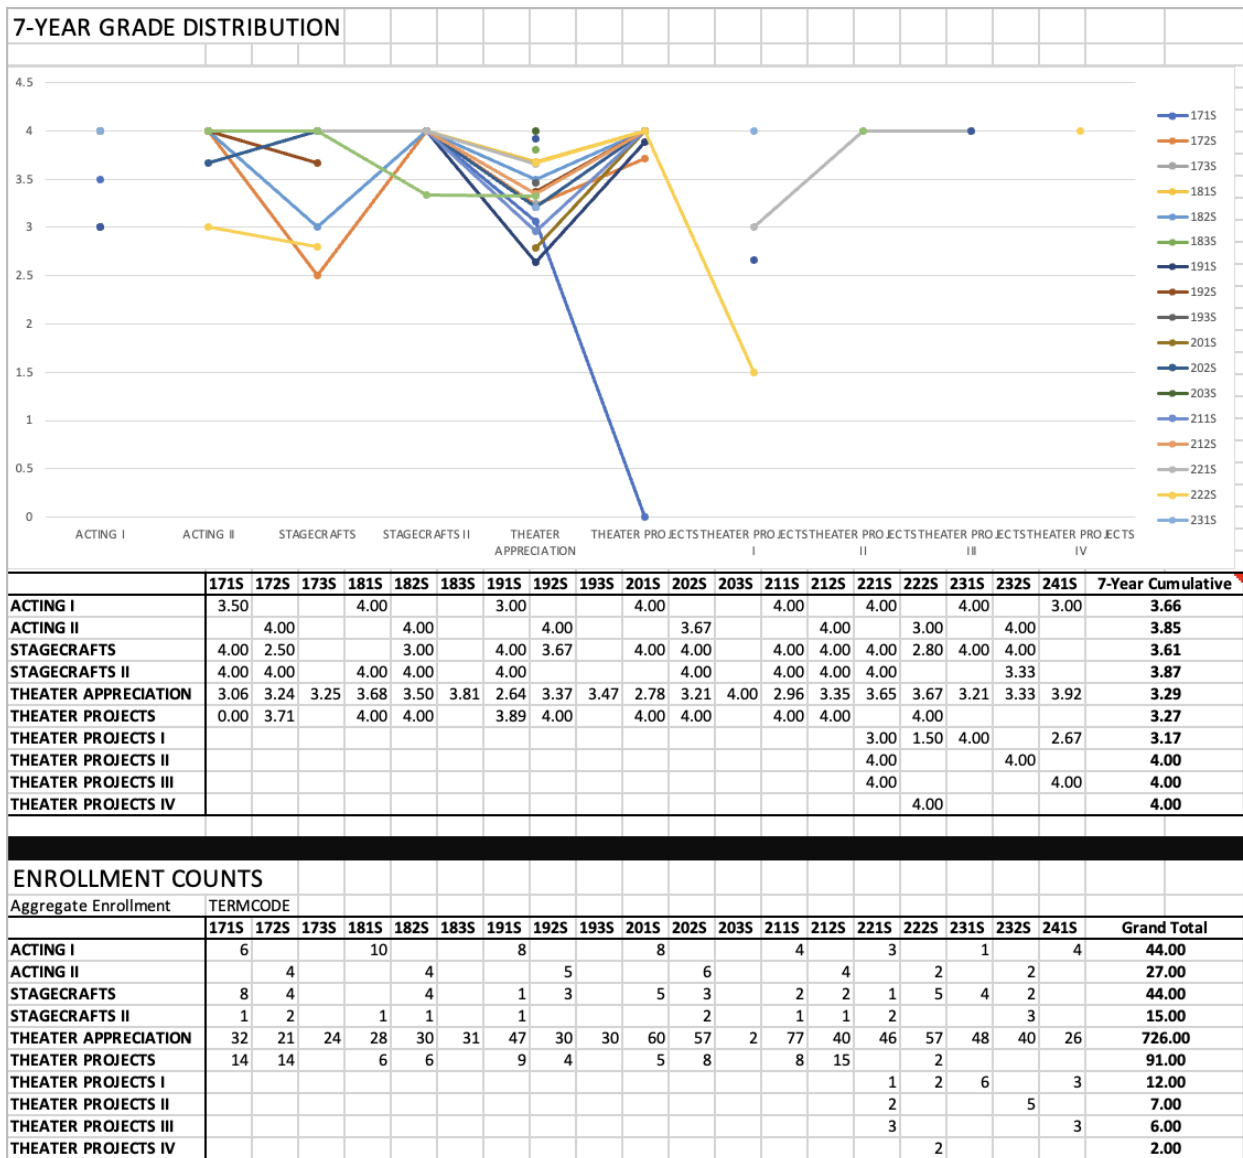 7-YEAR GRADE DISTRIBUTION
4.5
4
3.5
3
2.5
2
1.5
1
0.5
0
ACTING I ACTING II STAGECRAFTS STAGECRAFTS II THEATER APPRECIATION THEATER PROJECTS THEATER PROJECTS I THEATER PROJECTS II THEATER PROJECTS III THEATER PROJECTS IV
171S
172S
173S
181S
182S
183S
191S
192S
193S
201S
202S
203S
211S
212S
221S
222S
231S
171S 172S 173S 181S 182S 183S 191S 192S 193S 201S 202S 203S 211S 212S 221S 222S 231S 232S 241S 7-Year Cumulative
ACTING I 3.50 4.00 3.00 4.00 4.00 4.00 4.00 3.00 3.66
ACTING II 4.00 4.00 4.00 3.67 4.00 3.00 4.00 3.85
STAGECRAFTS 4.00 2.50 3.00 4.00 3.67 4.00 4.00 4.00 4.00 4.00 2.80 4.00 4.00 3.61
STAGECRAFTS II 4.00 4.00 4.00 4.00 4.00 4.00 4.00 4.00 4.00 3.33 3.87
THEATER APPRECIATION 3.06 3.24 3.25 3.68 3.50 3.81 2.64 3.37 3.47 2.78 3.21 4.00 2.96 3.35 3.65 3.67 3.21 3.33 3.92 3.29
THEATER PROJECTS 0.00 3.71 4.00 4.00 3.89 4.00 4.00 4.00 4.00 4.00 4.00 3.27
THEATER PROJECTS I 3.00 1.50 4.00 2.67 3.17
THEATER PROJECTS II 4.00 4.00 4.00
THEATER PROJECTS III 4.00 4.00 4.00
THEATER PROJECTS IV 4.00 4.00
ENROLLMENT COUNTS
Aggregate Enrollment TERMCODE
171S 172S 173S 181S 182S 183S 191S 192S 193S 201S 202S 203S 211S 212S 221S 222S 231S 232S 241S Grand Total
ACTING I 6 10 8 8 4 3 1 4 44.00
ACTING II 4 4 5 6 4 2 2 27.00
STAGECRAFTS 8 4 4 1 3 5 3 2 2 1 5 4 2 44.00
STAGECRAFTS II 1 2 1 1 1 2 1 1 2 3 15.00
THEATER APPRECIATION 32 21 24 28 30 31 47 30 30 60 57 2 77 40 46 57 48 40 26 726.00
THEATER PROJECTS 14 14 6 6 9 4 5 8 8 15 2 91.00
THEATER PROJECTS I 1 2 6 3 12.00
THEATER PROJECTS II 2 5 7.00
THEATER PROJECTS III 3 3 6.00
THEATER PROJECTS IV 2 2.00